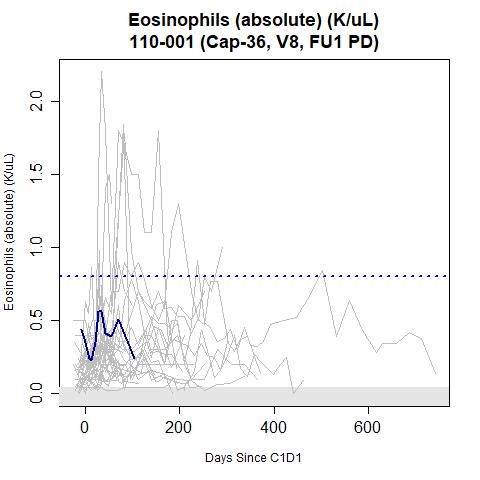 Eosinophils (absolute) (K/uL)
110-001 (Cap-36, V8, FU1 PD)
Eosinophils (absolute) (K/uL)
2.0
1.5
1.0
0.5
0.0
0 200 400 600
Days Since C1D1